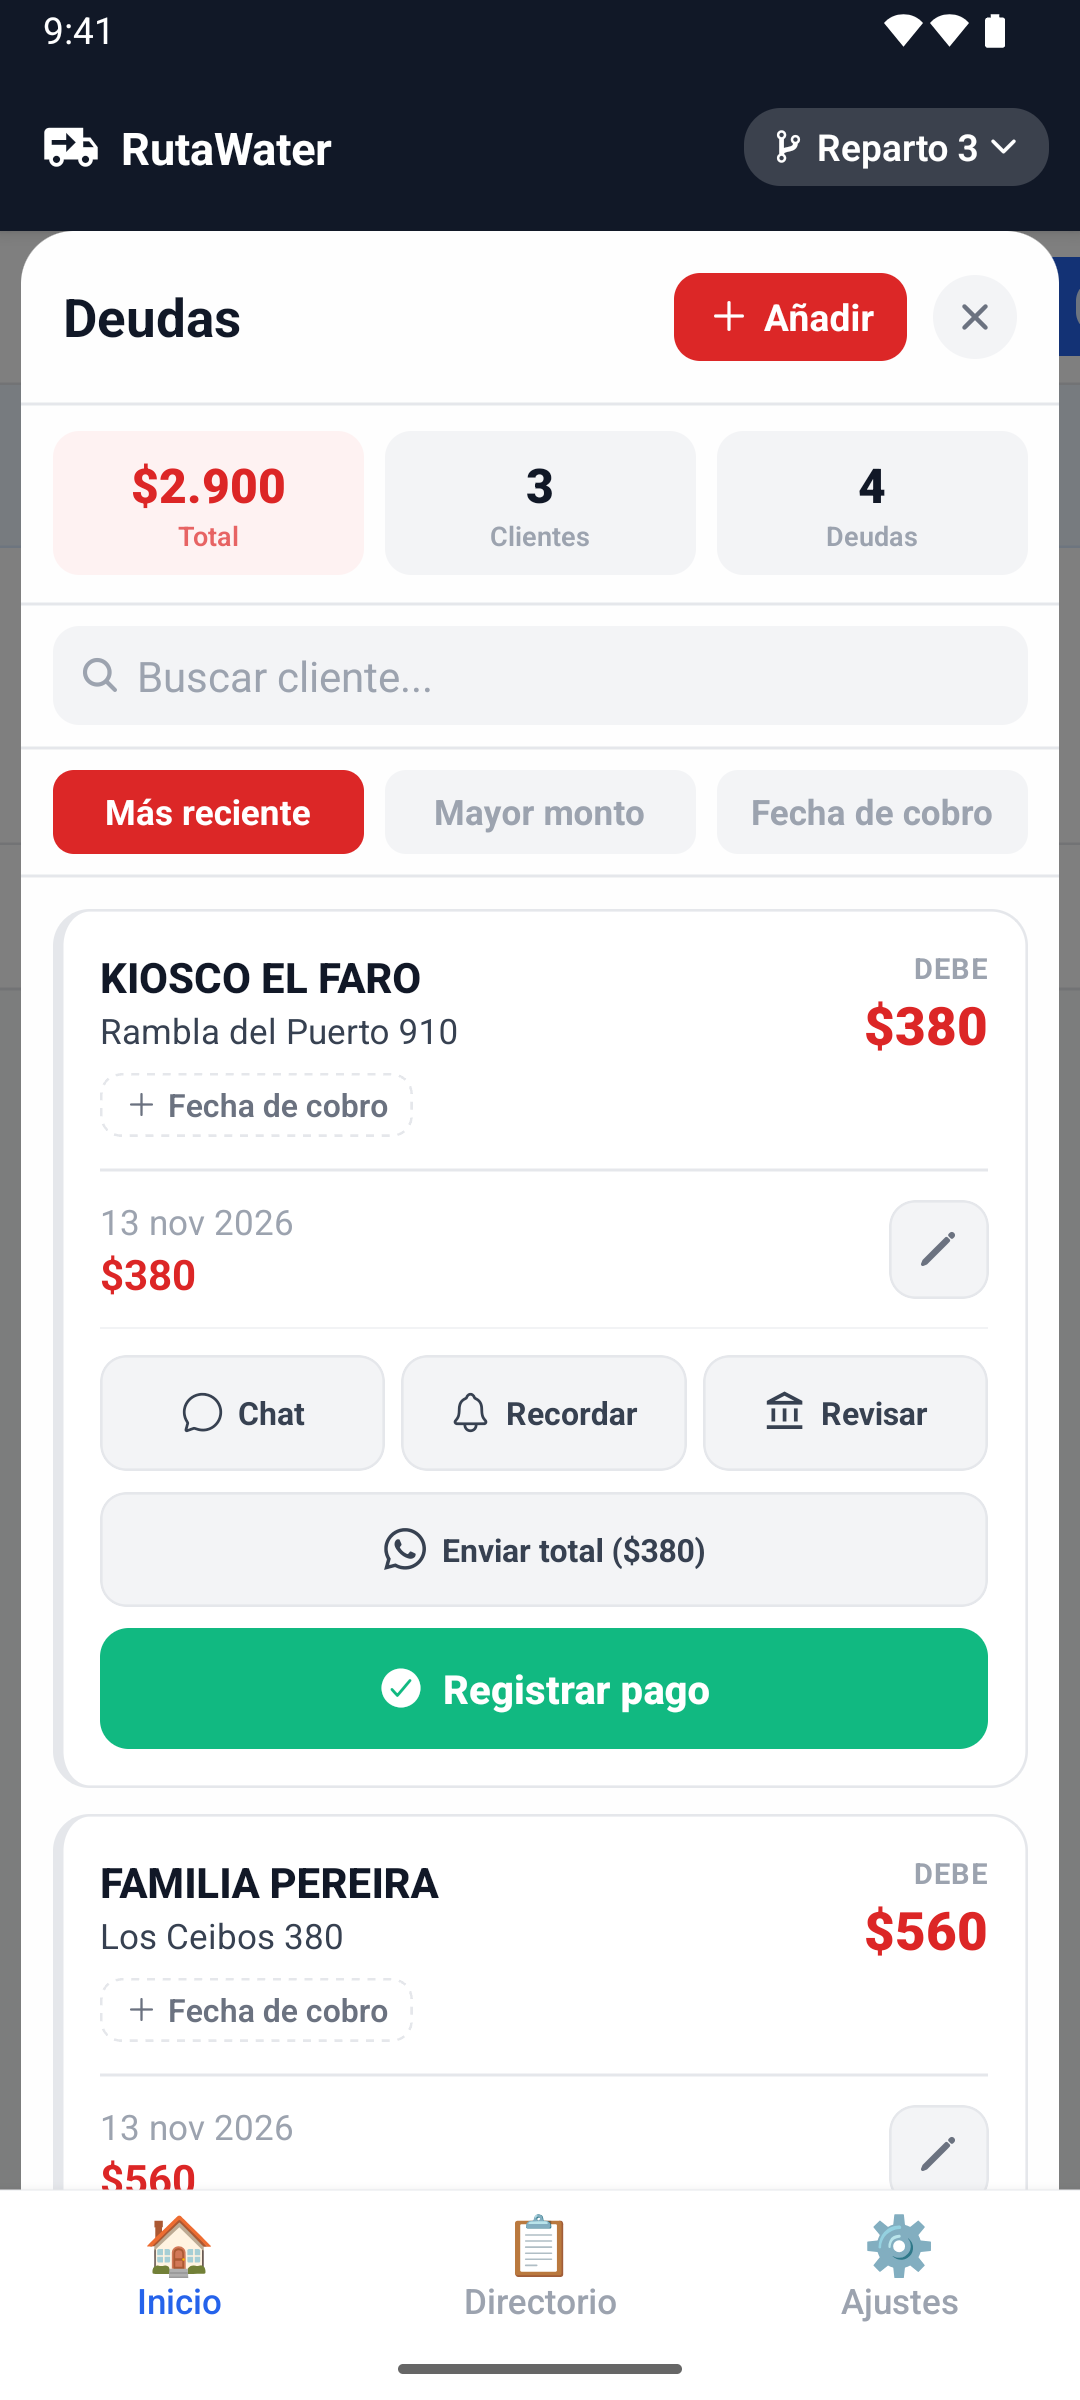 9:41
RutaWater
Reparto 3
Deudas
+ Añadir
$2.900
Total
3
Clientes
4
Deudas
Buscar cliente...
Más reciente
Mayor monto
Fecha de cobro
KIOSCO EL FARO
Rambla del Puerto 910
DEBE
$380
+ Fecha de cobro
13 nov 2026
$380
Chat
Recordar
Revisar
Enviar total ($380)
Registrar pago
FAMILIA PEREIRA
Los Ceibos 380
DEBE
$560
+ Fecha de cobro
13 nov 2026
$560
Inicio
Directorio
Ajustes